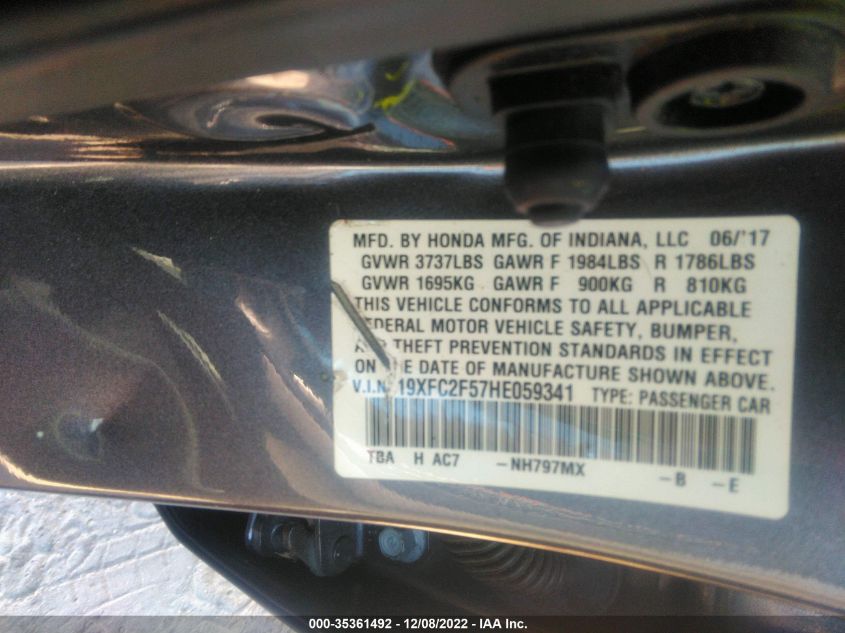 MFD. BY HONDA MFG. OF INDIANA, LLC 06/'17
GVWR 3737LBS GAWR F 1984LBS R 1786LBS
GVWR 1695KG GAWR F 900KG R 810KG
THIS VEHICLE CONFORMS TO ALL APPLICABLE
FEDERAL MOTOR VEHICLE SAFETY, BUMPER,
THEFT PREVENTION STANDARDS IN EFFECT
ON DATE OF MANUFACTURE SHOWN ABOVE.
V.I.N. 19XFC2F57HE059341 TYPE: PASSENGER CAR
TBA H AC7 -NH797MX
-B -E
000-35361492 - 12/08/2022 - IAA Inc.